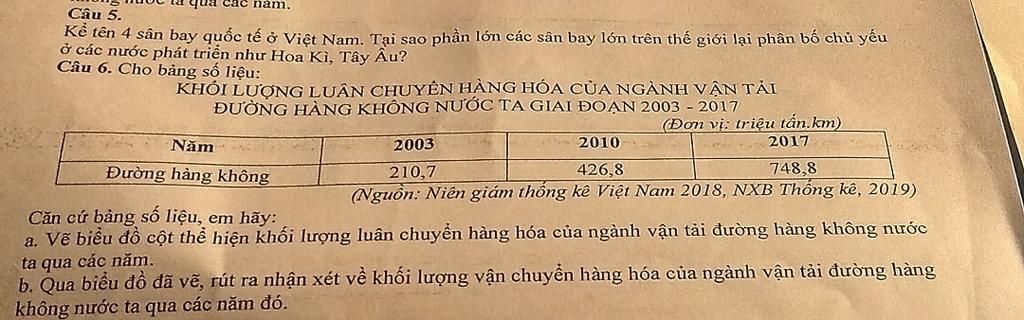 ta qua các năm.
Câu 5.
Kể tên 4 sân bay quốc tế ở Việt Nam. Tại sao phần lớn các sân bay lớn trên thế giới lại phân bố chủ yếu
ở các nước phát triển như Hoa Kì, Tây Âu?
Câu 6. Cho bảng số liệu:
KHỐI LƯỢNG LUÂN CHUYỂN HÀNG HÓA CỦA NGÀNH VẬN TẢI
ĐƯỜNG HÀNG KHÔNG NƯỚC TA GIAI ĐOẠN 2003 - 2017
(Đơn vị: triệu tấn.km)
Năm 2003 2010 2017
Đường hàng không 210,7 426,8 748,8
(Nguồn: Niên giám thống kê Việt Nam 2018, NXB Thống kê, 2019)
Căn cứ bảng số liệu, em hãy:
a. Vẽ biểu đồ cột thể hiện khối lượng luân chuyển hàng hóa của ngành vận tải đường hàng không nước
ta qua các năm.
b. Qua biểu đồ đã vẽ, rút ra nhận xét về khối lượng vận chuyển hàng hóa của ngành vận tải đường hàng
không nước ta qua các năm đó.